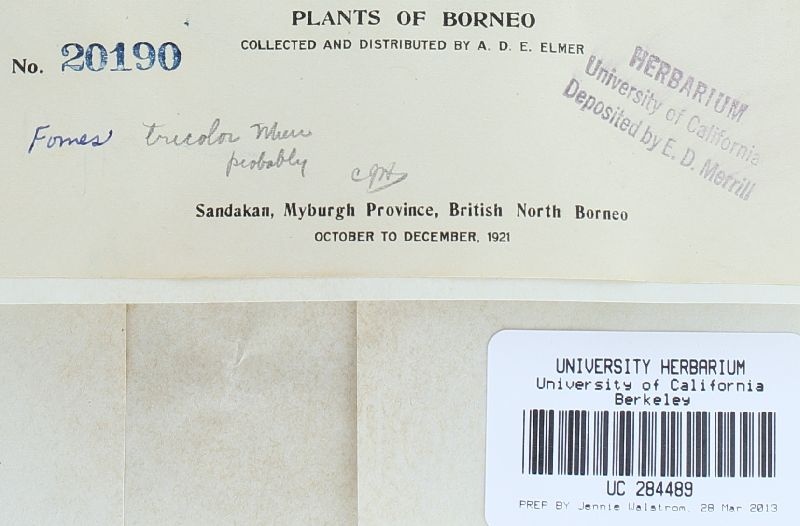 PLANTS OF BORNEO
COLLECTED AND DISTRIBUTED BY A. D. E. ELMER
No. 20190
HERBARIUM
University of California
Deposited by E. D. Merrill
Fomes tricolor
probably
Sandakan, Myburgh Province, British North Borneo
OCTOBER TO DECEMBER, 1921
UNIVERSITY HERBARIUM
University of California
Berkeley
UC 284489
PREP BY Jennie Walstrom, 28 Mar 2013